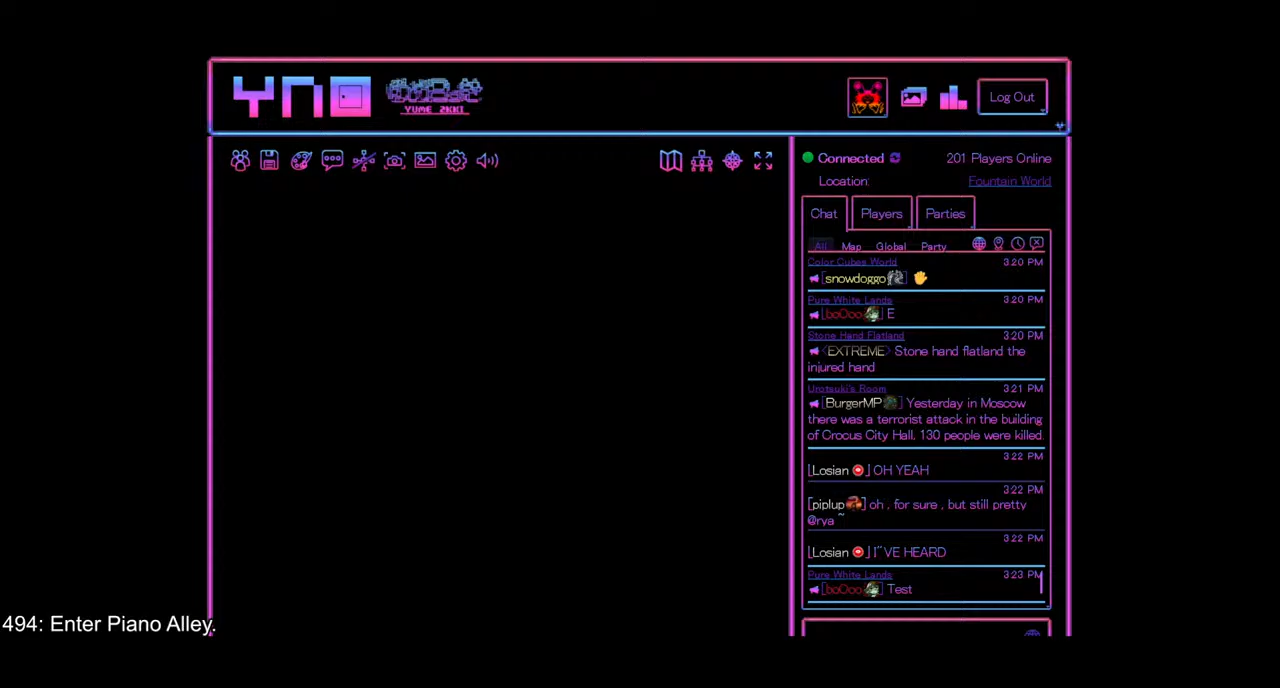 YNO
YUME 2KKI
Log Out
Connected
201 Players Online
Location:
Fountain World
Chat
Players
Parties
All
Map
Global
Party
Color Cubes World
3:20 PM
[snowdoggo]
Pure White Lands
3:20 PM
[boOoo] E
Stone Hand Flatland
3:20 PM
<EXTREME> Stone hand flatland the
injured hand
Urotsuki's Room
3:21 PM
[BurgerMP] Yesterday in Moscow
there was a terrorist attack in the building
of Crocus City Hall. 130 people were killed.
3:22 PM
[Losian] OH YEAH
3:22 PM
[piplup] oh , for sure , but still pretty ~
@rya
3:22 PM
[Losian] I''VE HEARD
Pure White Lands
3:23 PM
[boOoo] Test
494: Enter Piano Alley.